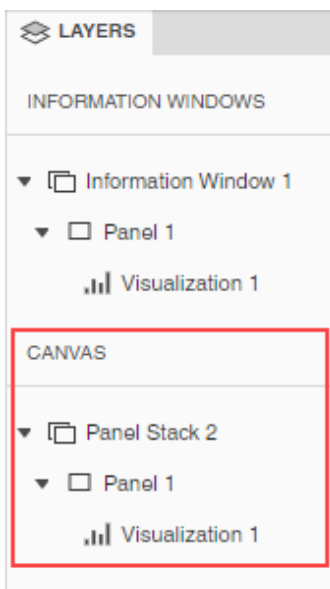 LAYERS
INFORMATION WINDOWS
Information Window 1
Panel 1
Visualization 1
CANVAS
Panel Stack 2
Panel 1
Visualization 1